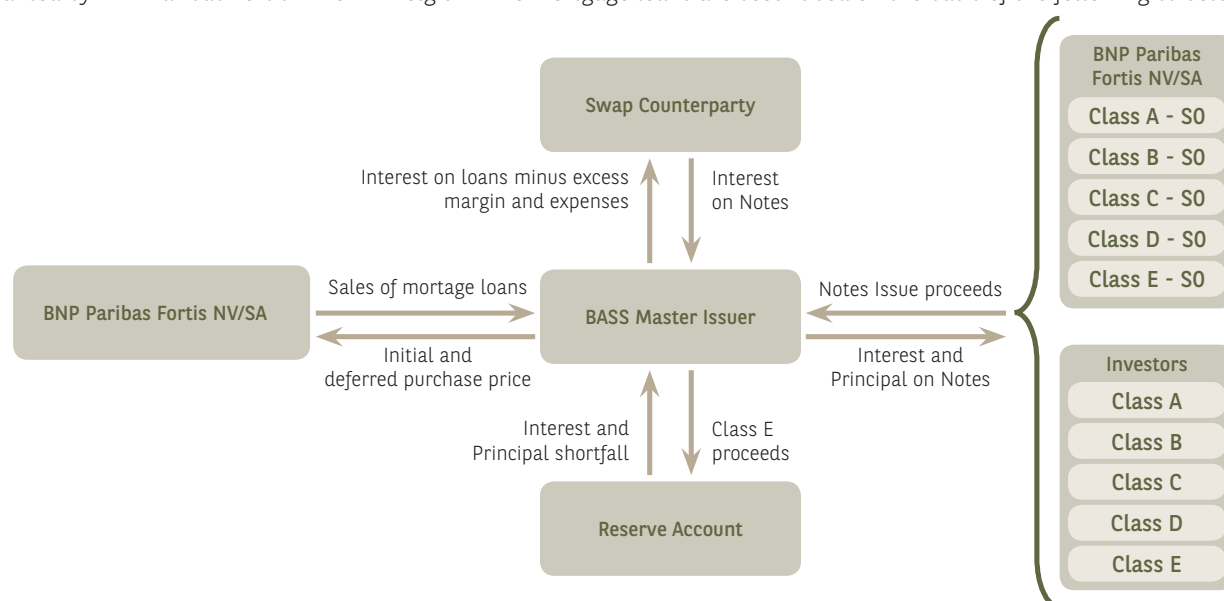 BNP Paribas
Fortis NV/SA
Swap Counterparty
Class A - S0
Class B - S0
Interest on loans minus excess
margin and expenses
Interest
on Notes
Class C - S0
Class D - S0
Class E - S0
BNP Paribas Fortis NV/SA
Sales of mortage loans
BASS Master Issuer
Notes Issue proceeds
Initial and
deferred purchase price
Interest and
Principal on Notes
Investors
Class A
Class B
Class C
Class D
Class E
Interest and
Principal shortfall
Class E
proceeds
Reserve Account